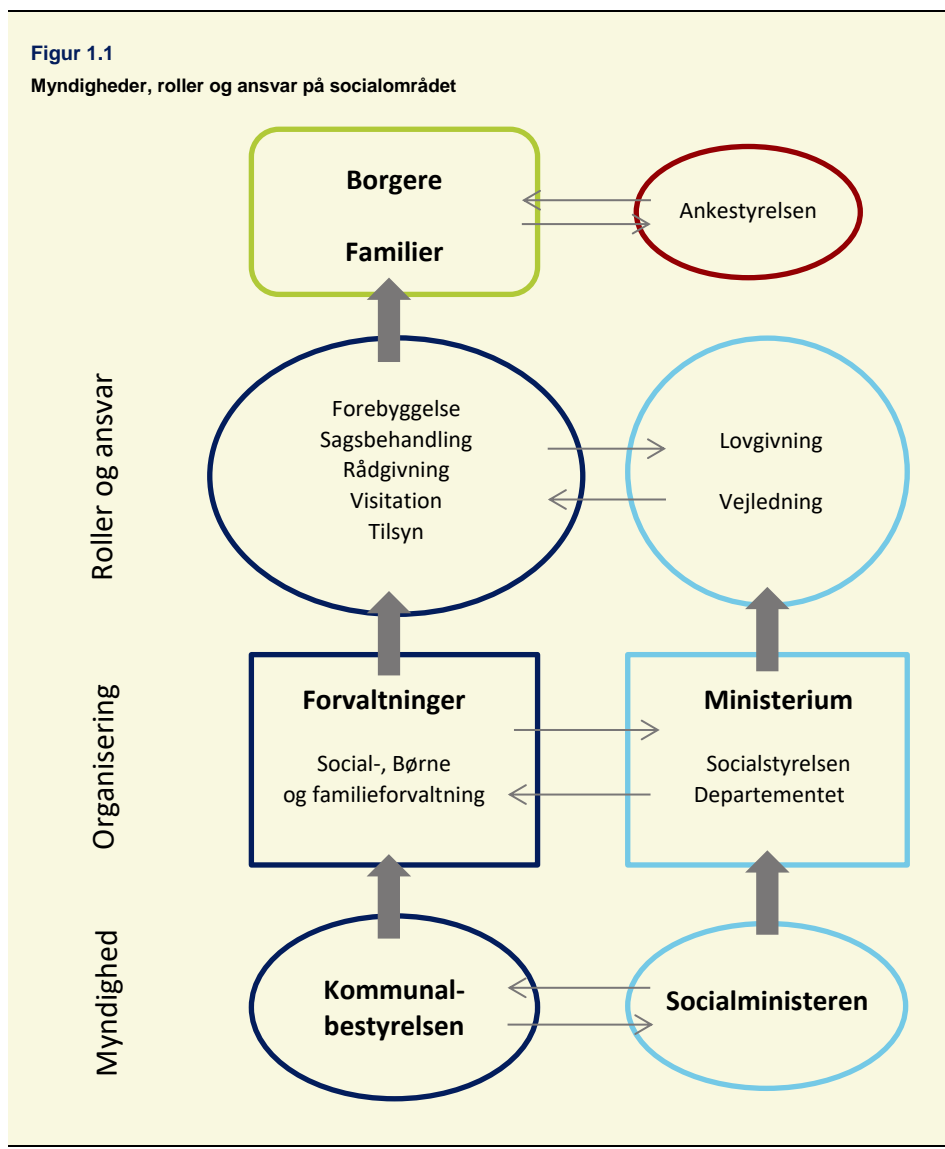 Figur 1.1
Myndigheder, roller og ansvar på socialområdet
Borgere
Familier
Ankestyrelsen
Roller og ansvar
Forebyggelse
Sagsbehandling
Rådgivning
Visitation
Tilsyn
Lovgivning
Vejledning
Organisering
Forvaltninger
Social-, Børne
og familieforvaltning
Ministerium
Socialstyrelsen
Departementet
Myndighed
Kommunal-
bestyrelsen
Socialministeren